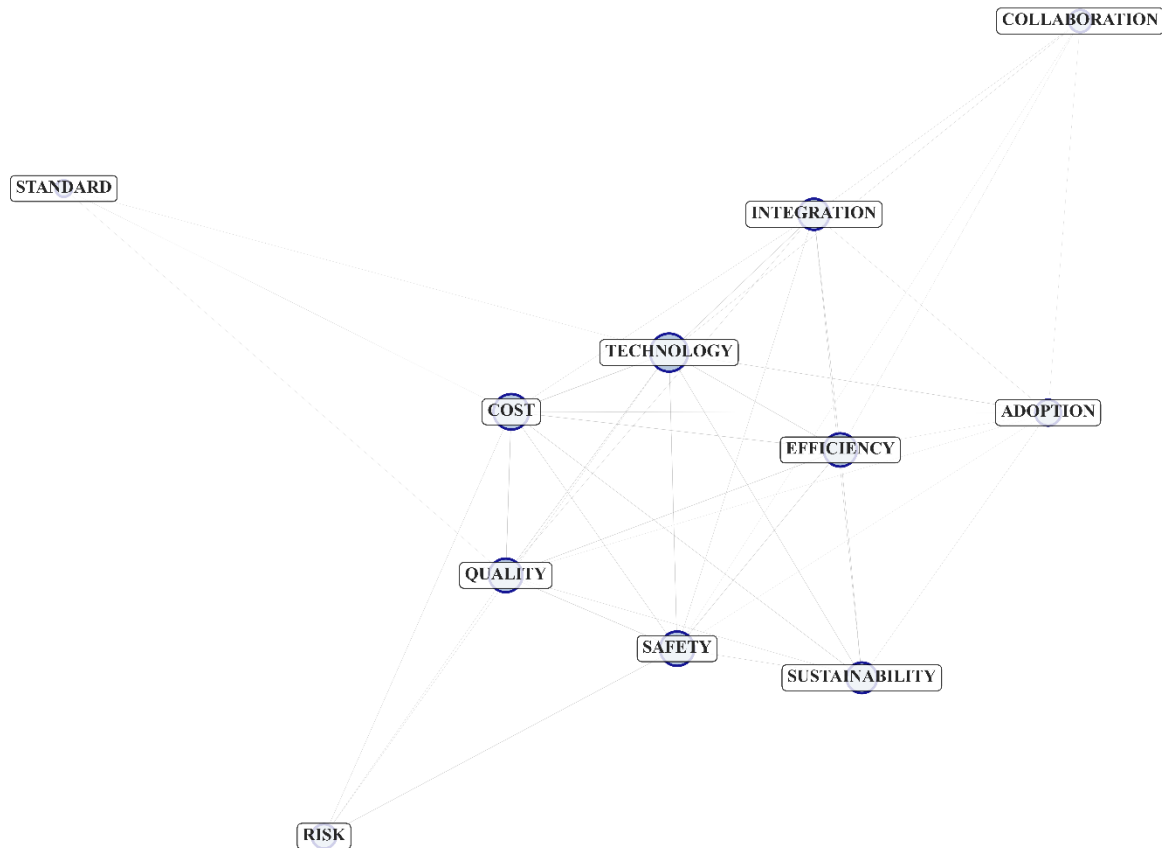 COLLABORATION
STANDARD
INTEGRATION
TECHNOLOGY
COST
ADOPTION
EFFICIENCY
QUALITY
SAFETY
SUSTAINABILITY
RISK